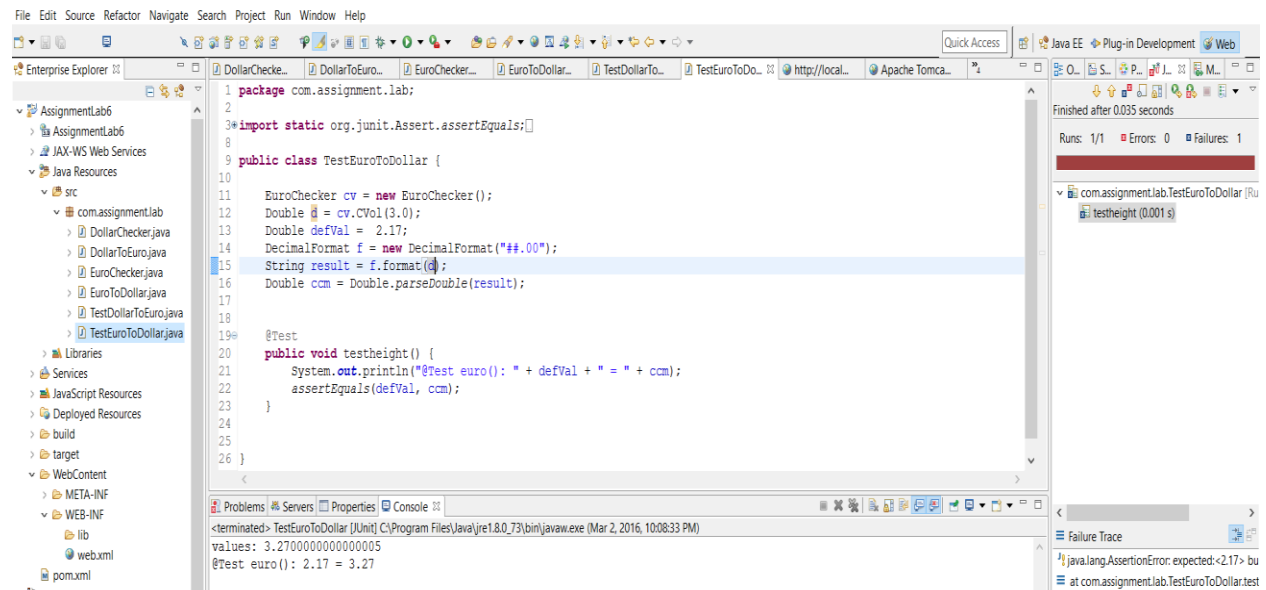 File Edit Source Refactor Navigate Search Project Run Window Help
Quick Access
Java EE Plug-in Development Web
Enterprise Explorer
AssignmentLab6
AssignmentLab6
JAX-WS Web Services
Java Resources
src
com.assignment.lab
DollarChecker.java
DollarToEuro.java
EuroChecker.java
EuroToDollar.java
TestDollarToEuro.java
TestEuroToDollar.java
Libraries
Services
JavaScript Resources
Deployed Resources
build
target
WebContent
META-INF
WEB-INF
lib
web.xml
pom.xml
DollarChecke... DollarToEuro... EuroChecker.... EuroToDollar... TestDollarTo... TestEuroToDo... http://local... Apache Tomca... »4
1 package com.assignment.lab;
2
3 import static org.junit.Assert.assertEquals;
8
9 public class TestEuroToDollar {
10
11 EuroChecker cv = new EuroChecker();
12 Double d = cv.CVol(3.0);
13 Double defVal = 2.17;
14 DecimalFormat f = new DecimalFormat("##.00");
15 String result = f.format(d);
16 Double ccm = Double.parseDouble(result);
17
18
19 @Test
20 public void testheight() {
21 System.out.println("@Test euro(): " + defVal + " = " + ccm);
22 assertEquals(defVal, ccm);
23 }
24
25
26 }
Problems Servers Properties Console
<terminated> TestEuroToDollar [JUnit] C:\Program Files\Java\jre1.8.0_73\bin\javaw.exe (Mar 2, 2016, 10:08:33 PM)
values: 3.2700000000000005
@Test euro(): 2.17 = 3.27
O... S... P... J... M...
Finished after 0.035 seconds
Runs: 1/1 Errors: 0 Failures: 1
com.assignment.lab.TestEuroToDollar [Ru
testheight (0.001 s)
Failure Trace
java.lang.AssertionError: expected:<2.17> bu
at com.assignment.lab.TestEuroToDollar.test